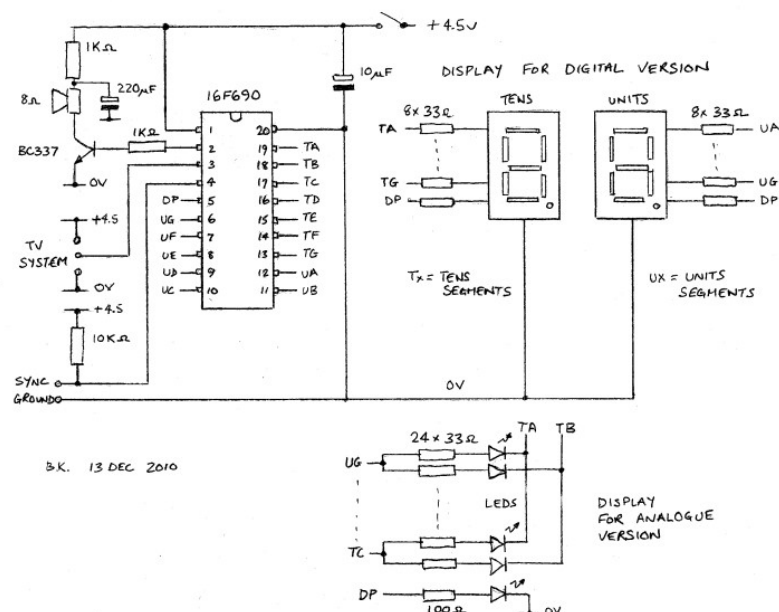 +4.5V
1KΩ
10μF
DISPLAY FOR DIGITAL VERSION
220μF
8Ω
16F690
TENS
UNITS
8x 33Ω
8x 33Ω
1KΩ
BC337
1
2
3
4
5
6
7
8
9
10
20
19
18
17
16
15
14
13
12
11
TA
TB
TC
TD
TE
TF
TG
UA
UB
DP
UG
UF
UE
UD
UC
0V
+4.5
TV
SYSTEM
0V
+4.5
10KΩ
SYNC
GROUND
TA
TG
DP
UA
UG
DP
Tx = TENS
SEGMENTS
UX = UNITS
SEGMENTS
0V
B.K. 13 DEC 2010
24 x 33Ω
TA
TB
UG
LEDS
TC
DISPLAY
FOR ANALOGUE
VERSION
DP
100Ω
0V